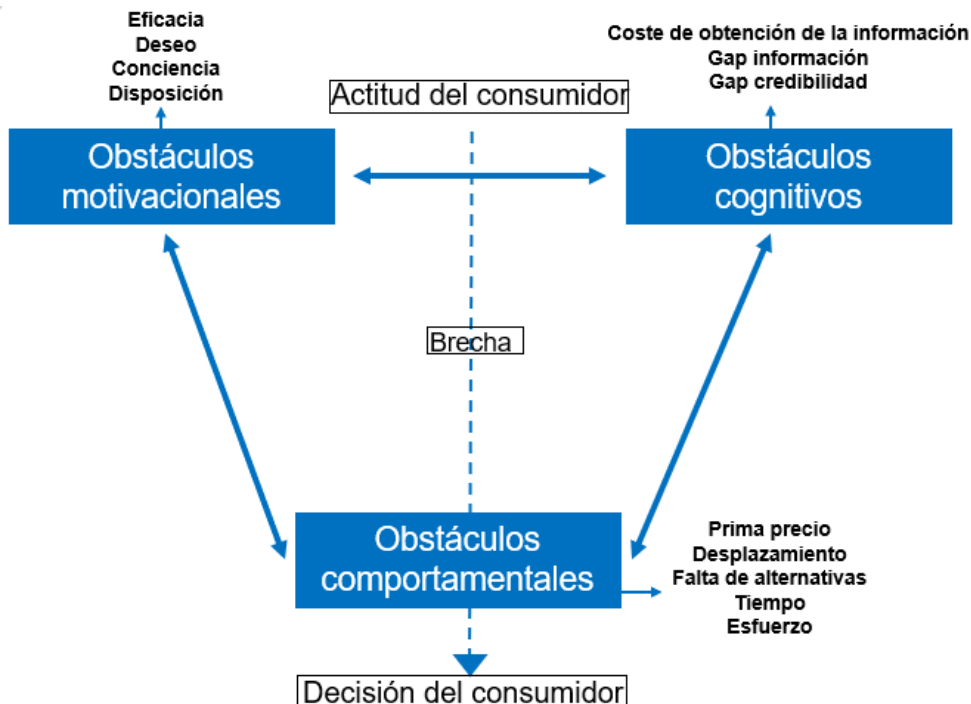 Eficacia
Deseo
Conciencia
Disposición
Coste de obtención de la información
Gap información
Gap credibilidad
Actitud del consumidor
Obstáculos
motivacionales
Obstáculos
cognitivos
Brecha
Obstáculos
comportamentales
Prima precio
Desplazamiento
Falta de alternativas
Tiempo
Esfuerzo
Decisión del consumidor